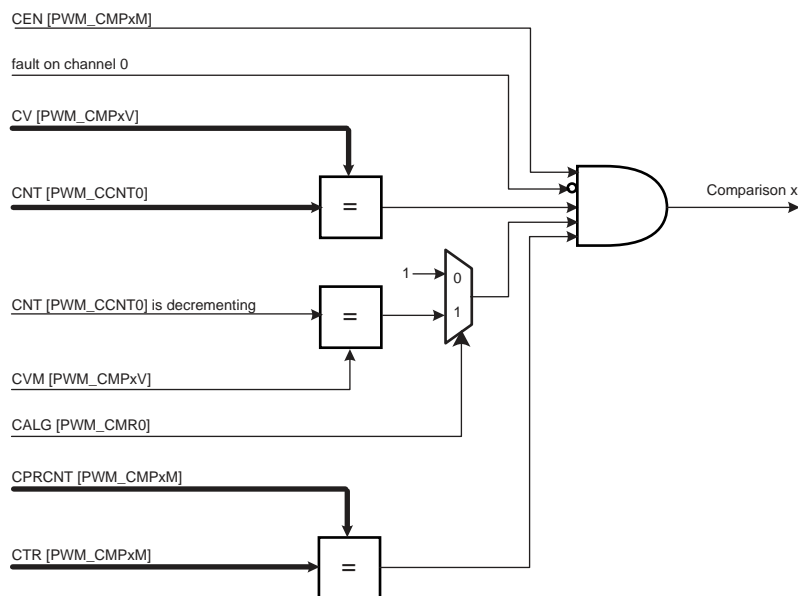 CEN [PWM_CMPxM]
fault on channel 0
CV [PWM_CMPxV]
CNT [PWM_CCNT0]
=
Comparison x
1
0
CNT [PWM_CCNT0] is decrementing
=
1
CVM [PWM_CMPxV]
CALG [PWM_CMR0]
CPRCNT [PWM_CMPxM]
CTR [PWM_CMPxM]
=